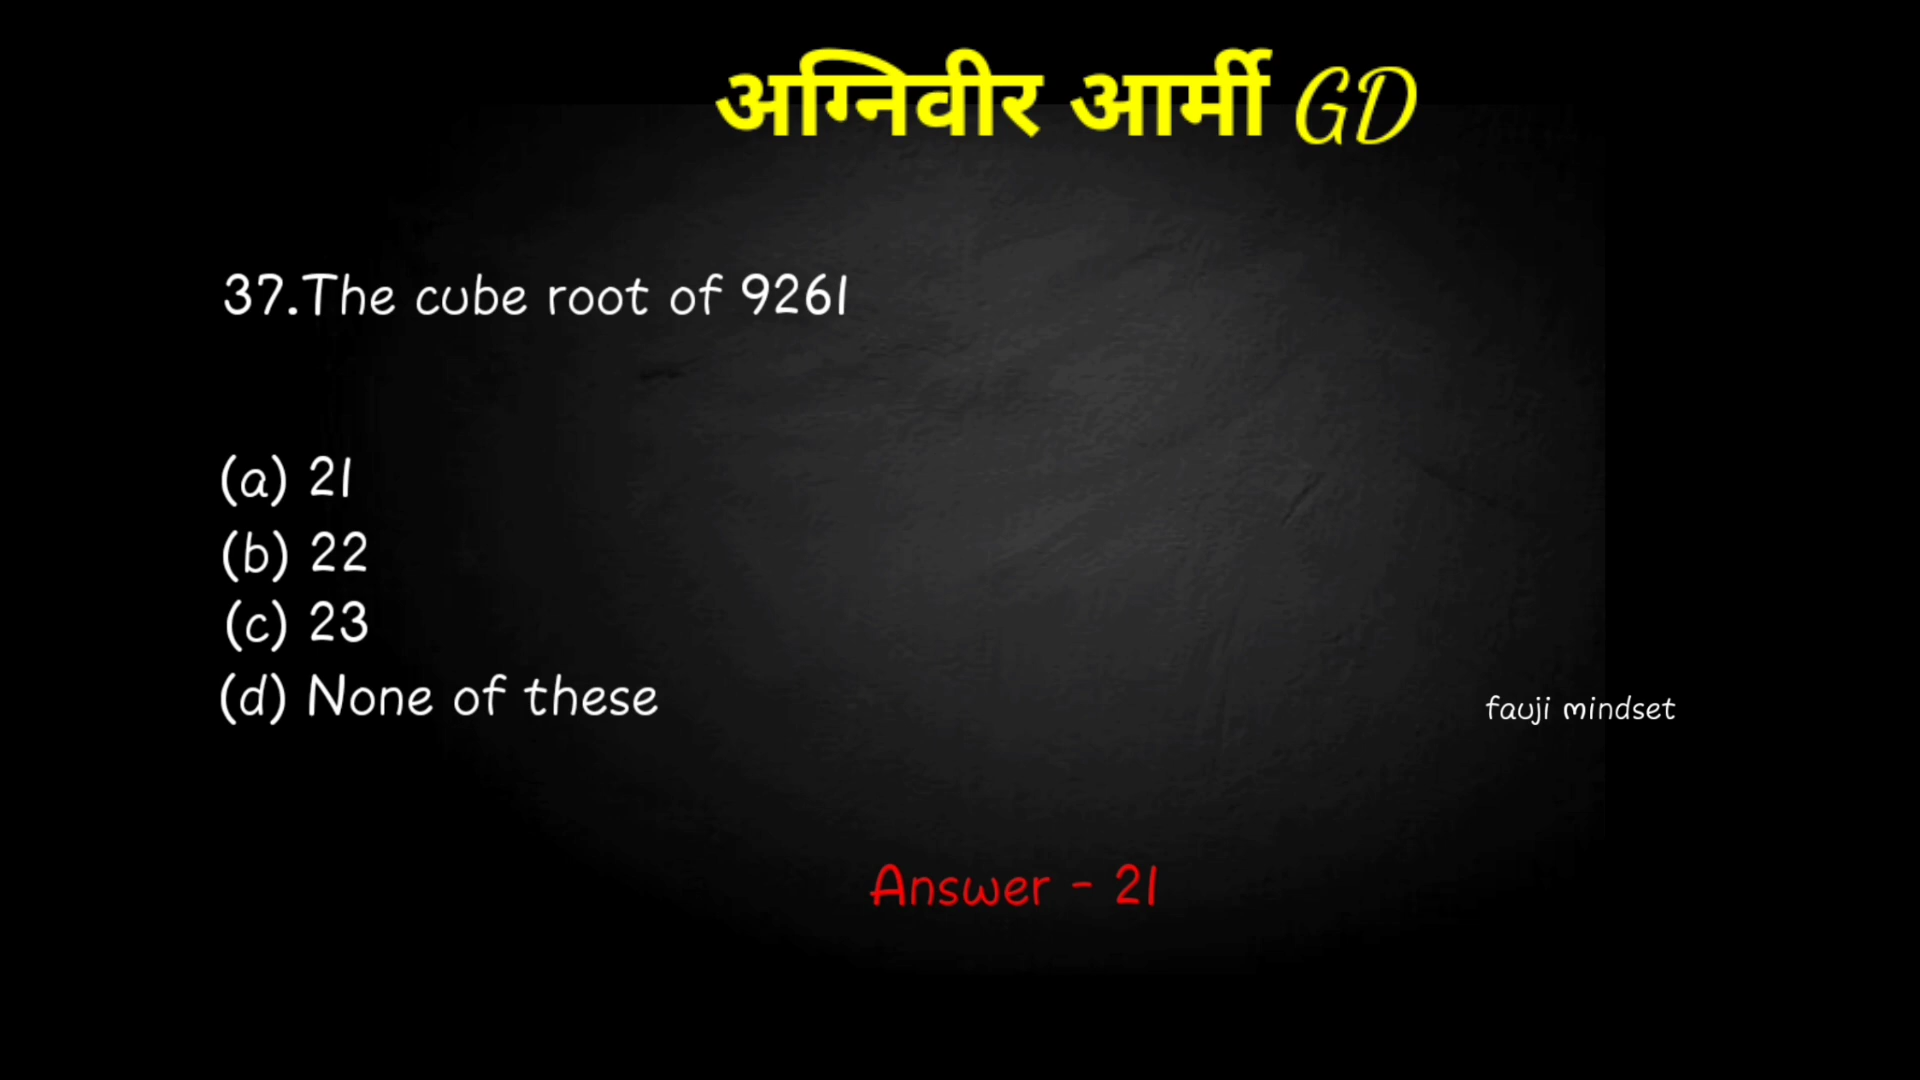 अग्निवीर आर्मी GD
37.The cube root of 9261
(a) 21
(b) 22
(c) 23
(d) None of these
fauji mindset
Answer - 21